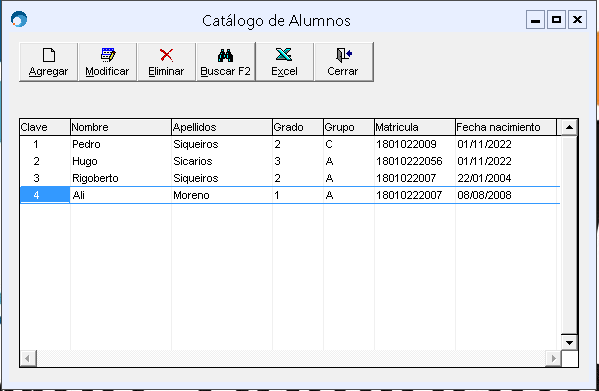 Catálogo de Alumnos
Agregar Modificar Eliminar Buscar F2 Excel Cerrar
Clave Nombre Apellidos Grado Grupo Matricula Fecha nacimiento
1 Pedro Siqueiros 2 C 1801022009 01/11/2022
2 Hugo Sicarios 3 A 18010222056 01/11/2022
3 Rigoberto Siqueiros 2 A 1801022007 22/01/2004
4 Ali Moreno 1 A 18010222007 08/08/2008